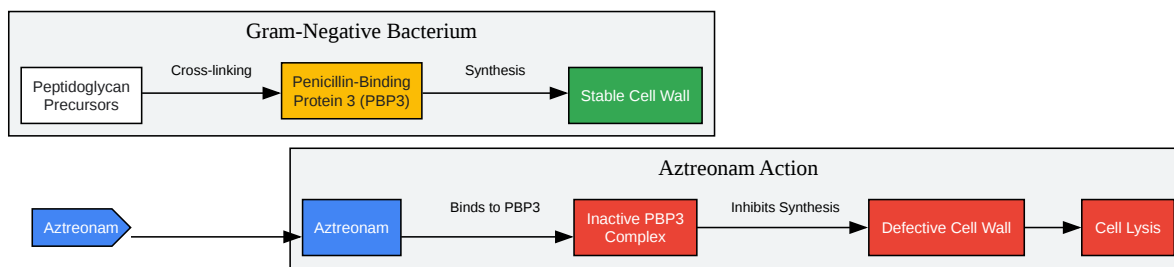 Gram-Negative Bacterium
Peptidoglycan
Precursors
Cross-linking
Penicillin-Binding
Protein 3 (PBP3)
Synthesis
Stable Cell Wall
Aztreonam Action
Aztreonam
Aztreonam
Binds to PBP3
Inactive PBP3
Complex
Inhibits Synthesis
Defective Cell Wall
Cell Lysis